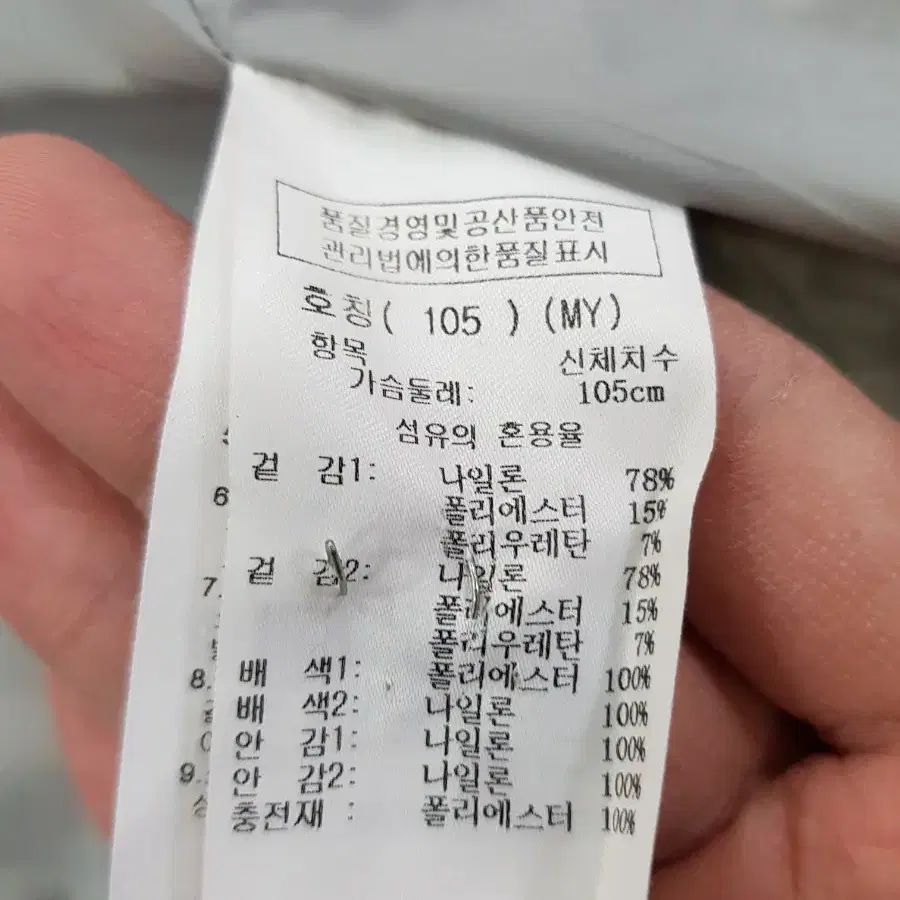 품질경영및공산품안전
관리법에의한품질표시
호칭( 105 ) (MY)
항목 신체치수
가슴둘레: 105cm
섬유의 혼용율
겉 감1: 나일론 78%
폴리에스터 15%
폴리우레탄 7%
겉 감2: 나일론 78%
폴리에스터 15%
폴리우레탄 7%
배 색1: 폴리에스터 100%
배 색2: 나일론 100%
안 감1: 나일론 100%
안 감2: 나일론 100%
충전재 : 폴리에스터 100%
6
7
8.
9.